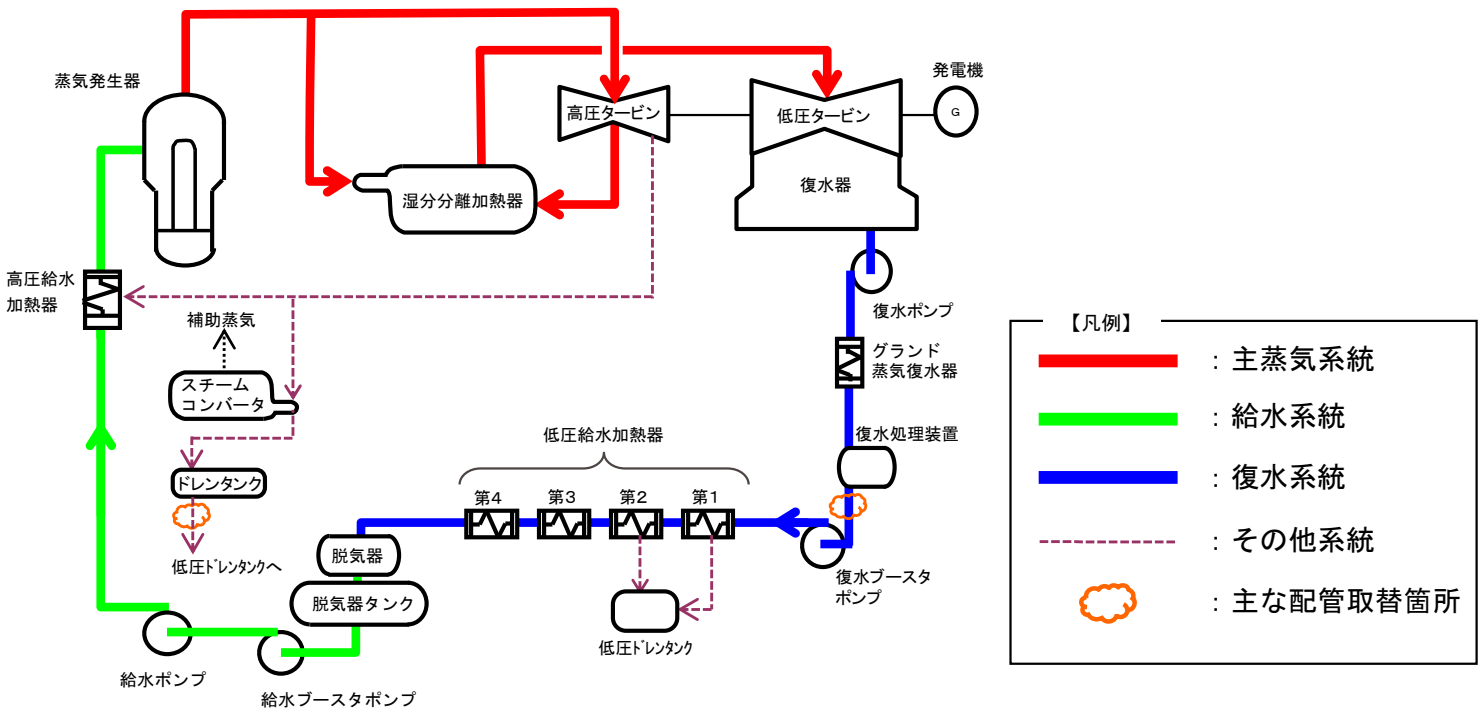 蒸気発生器
高圧タービン
低圧タービン
発電機
G
湿分分離加熱器
復水器
高圧給水
加熱器
補助蒸気
スチーム
コンバータ
ドレンタンク
低圧ﾄﾞﾚﾝﾀﾝｸへ
復水ポンプ
グランド
蒸気復水器
復水処理装置
低圧給水加熱器
第4
第3
第2
第1
脱気器
脱気器タンク
低圧ﾄﾞﾚﾝﾀﾝｸ
復水ブースタ
ポンプ
給水ポンプ
給水ブースタポンプ
【凡例】
：主蒸気系統
：給水系統
：復水系統
：その他系統
：主な配管取替箇所